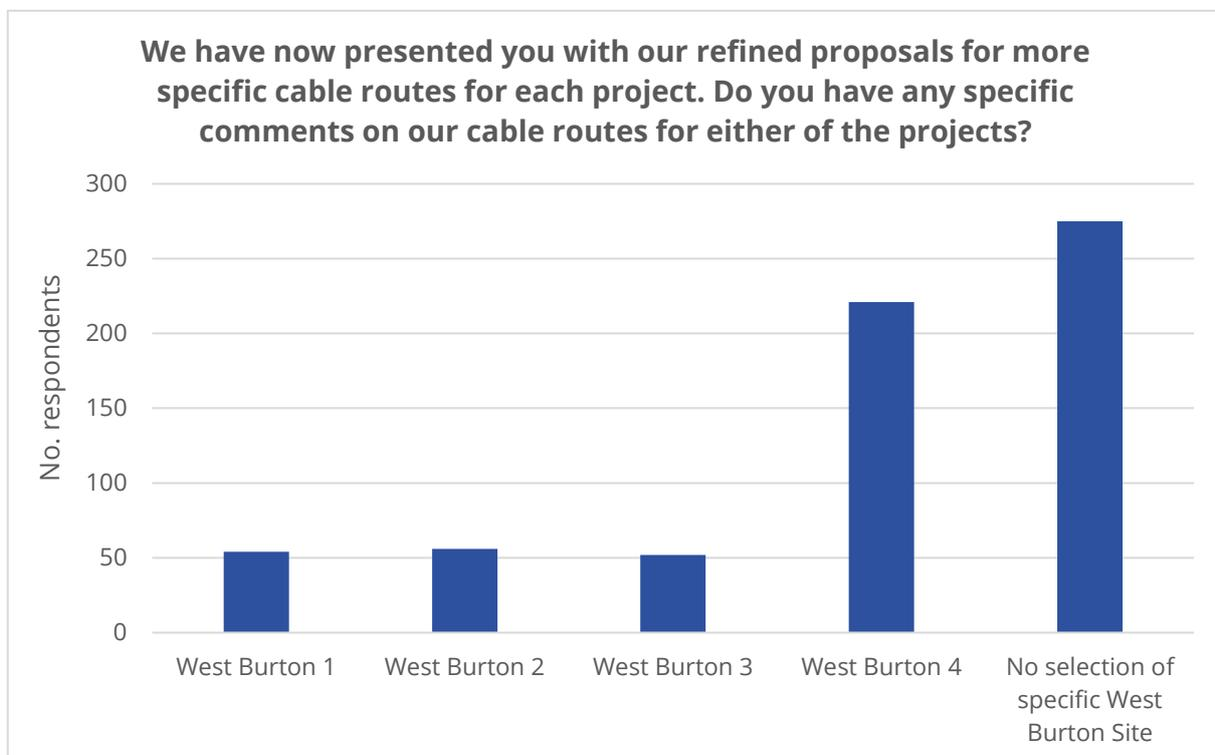 We have now presented you with our refined proposals for more
specific cable routes for each project. Do you have any specific
comments on our cable routes for either of the projects?
300
250
200
150
100
50
0
No. respondents
West Burton 1
West Burton 2
West Burton 3
West Burton 4
No selection of
specific West
Burton Site